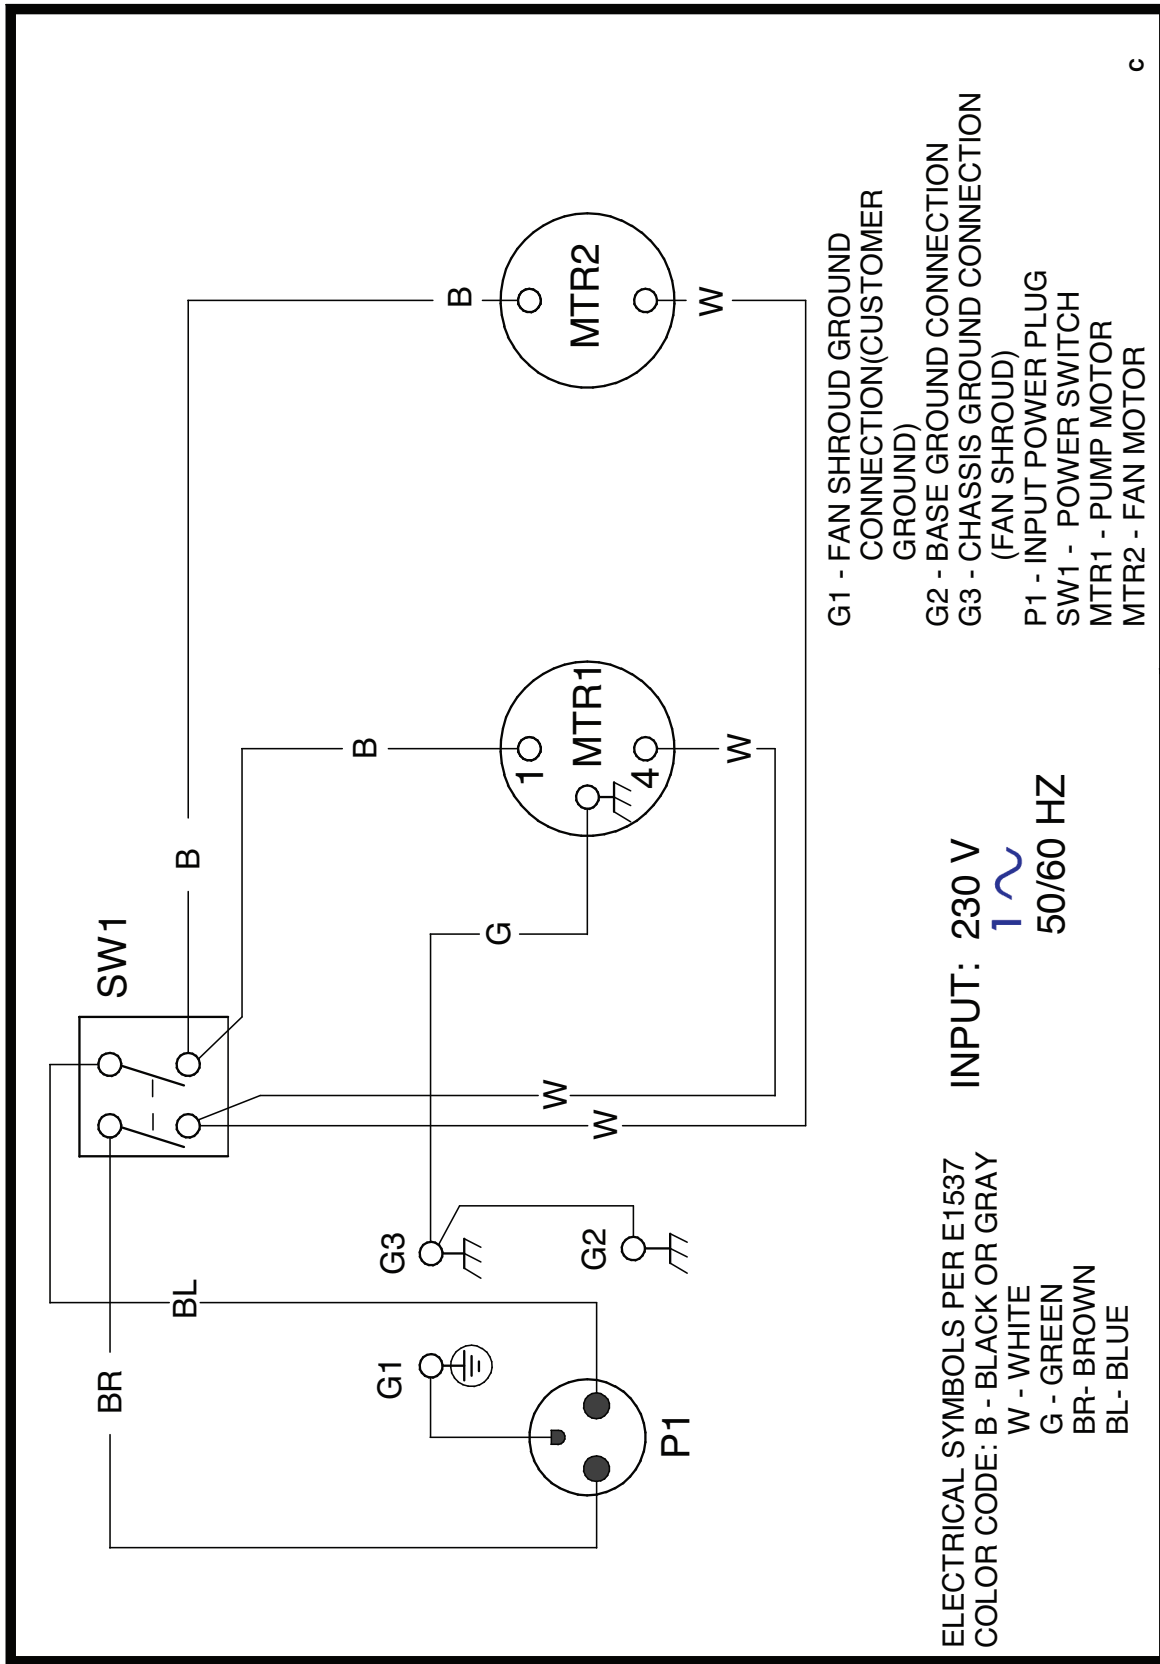 SW1
B
B
B
B
MTR2
W
1
MTR1
4
W
G
W
W
G3
G2
BL
BR
G1
P1
ELECTRICAL SYMBOLS PER E1537
COLOR CODE: B - BLACK OR GRAY
W - WHITE
G - GREEN
BR- BROWN
BL- BLUE
INPUT: 230 V
1 ~
50/60 HZ
G1 - FAN SHROUD GROUND
CONNECTION(CUSTOMER
GROUND)
G2 - BASE GROUND CONNECTION
G3 - CHASSIS GROUND CONNECTION
(FAN SHROUD)
P1 - INPUT POWER PLUG
SW1 - POWER SWITCH
MTR1 - PUMP MOTOR
MTR2 - FAN MOTOR
c